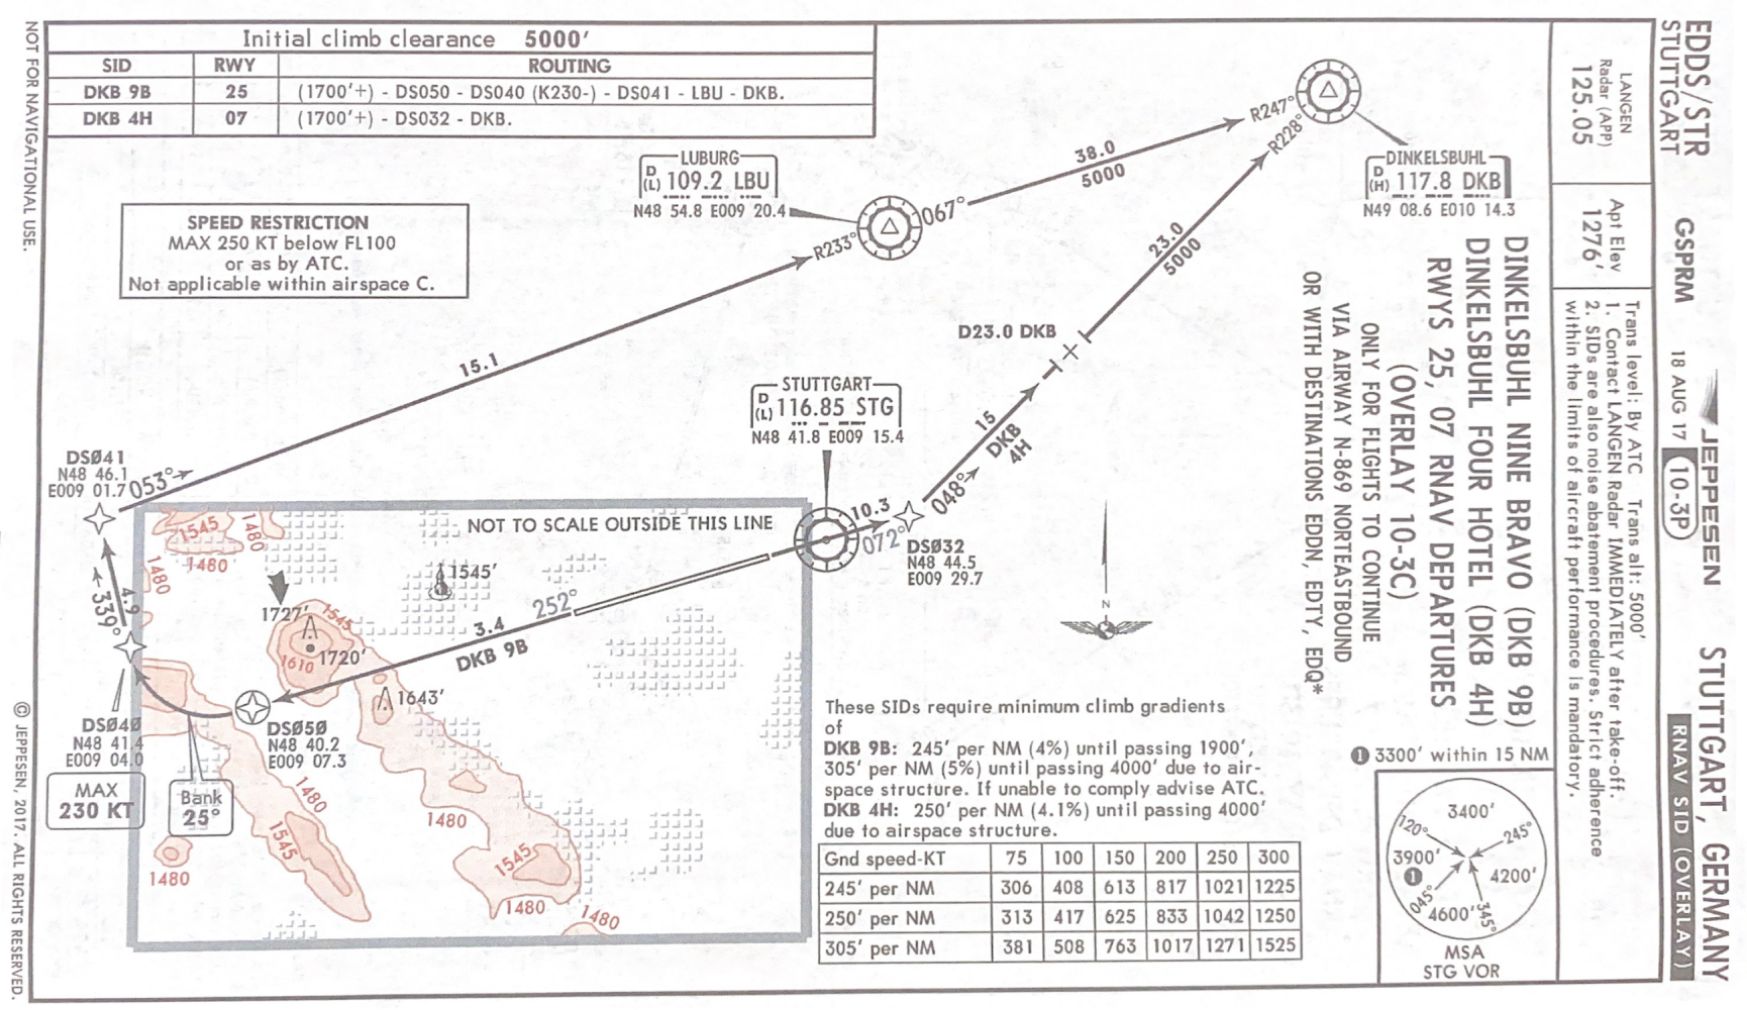 EDDS/STR
STUTTGART
GSPRM
18 AUG 17
10-3P
JEPPESEN
STUTTGART, GERMANY
RNAV SID (OVERLAY)
LANGEN
Radar (APP)
125.05
Apt Elev
1276'
Trans level: By ATC Trans alt: 5000'
1. Contact LANGEN Radar IMMEDIATELY after take-off.
2. SIDs are also noise abatement procedures. Strict adherence
within the limits of aircraft performance is mandatory.
DINKELSBUHL NINE BRAVO (DKB 9B)
DINKELSBUHL FOUR HOTEL (DKB 4H)
RWYS 25, 07 RNAV DEPARTURES
(OVERLAY 10-3C)
ONLY FOR FLIGHTS TO CONTINUE
VIA AIRWAY N-869 NORTEASTBOUND
OR WITH DESTINATIONS EDDN, EDTY, EDQ*
Initial climb clearance 5000'
SID RWY ROUTING
DKB 9B 25 (1700'+) - DS050 - DS040 (K230-) - DS041 - LBU - DKB.
DKB 4H 07 (1700'+) - DS032 - DKB.
SPEED RESTRICTION
MAX 250 KT below FL100
or as by ATC.
Not applicable within airspace C.
LUBURG
D
(L) 109.2 LBU
N48 54.8 E009 20.4
R233°
067°
38.0
5000
R247°
R228°
DINKELSBUHL
D
(H) 117.8 DKB
N49 08.6 E010 14.3
23.0
5000
D23.0 DKB
15.1
STUTTGART
D
(L) 116.85 STG
N48 41.8 E009 15.4
15
DKB
4H
048°
DSØ41
N48 46.1
E009 01.7
053°
NOT TO SCALE OUTSIDE THIS LINE
10.3
072°
DSØ32
N48 44.5
E009 29.7
N
1545
1480
1480
1480
1545'
4.9
339°
1727'
1545
1610
1720'
252°
3.4
DKB 9B
1643'
DSØ40
N48 41.4
E009 04.0
DSØ50
N48 40.2
E009 07.3
MAX
230 KT
Bank
25°
1480
1545
1480
1480
1545
1480
1480
These SIDs require minimum climb gradients
of
DKB 9B: 245' per NM (4%) until passing 1900',
305' per NM (5%) until passing 4000' due to air-
space structure. If unable to comply advise ATC.
DKB 4H: 250' per NM (4.1%) until passing 4000'
due to airspace structure.
Gnd speed-KT 75 100 150 200 250 300
245' per NM 306 408 613 817 1021 1225
250' per NM 313 417 625 833 1042 1250
305' per NM 381 508 763 1017 1271 1525
1 3300' within 15 NM
3400'
120°
245°
3900'
1
4200'
045°
4600'
345°
MSA
STG VOR
NOT FOR NAVIGATIONAL USE.
© JEPPESEN, 2017. ALL RIGHTS RESERVED.